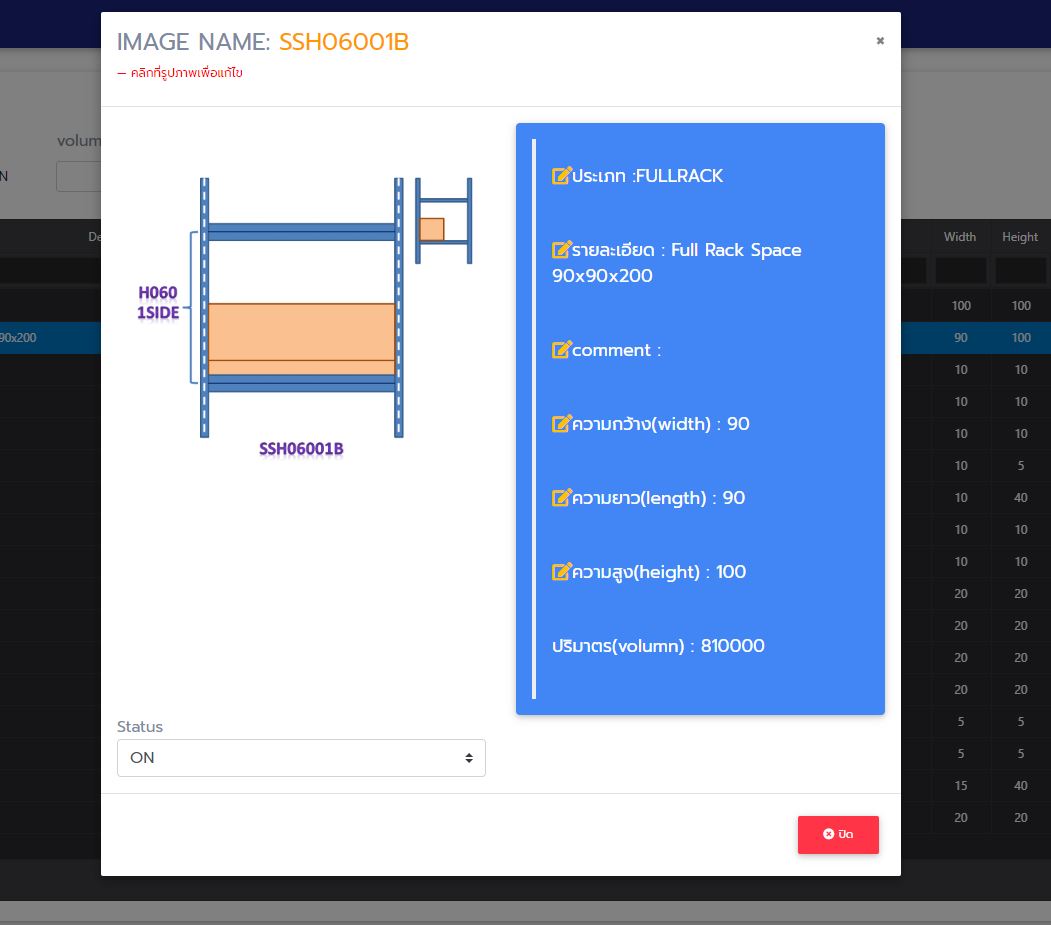 IMAGE NAME: SSH06001B
— คลิกที่รูปภาพเพื่อแก้ไข
volum
N
H060
1SIDE
SSH06001B
ประเภท :FULLRACK
รายละเอียด : Full Rack Space
90x90x200
comment :
ความกว้าง(width) : 90
ความยาว(length) : 90
ความสูง(height) : 100
ปริมาตร(volumn) : 810000
Status
ON
ปิด
De
90x200
Width Height
100 100
90 100
10 10
10 10
10 10
10 5
10 40
10 10
10 10
20 20
20 20
20 20
20 20
5 5
5 5
15 40
20 20